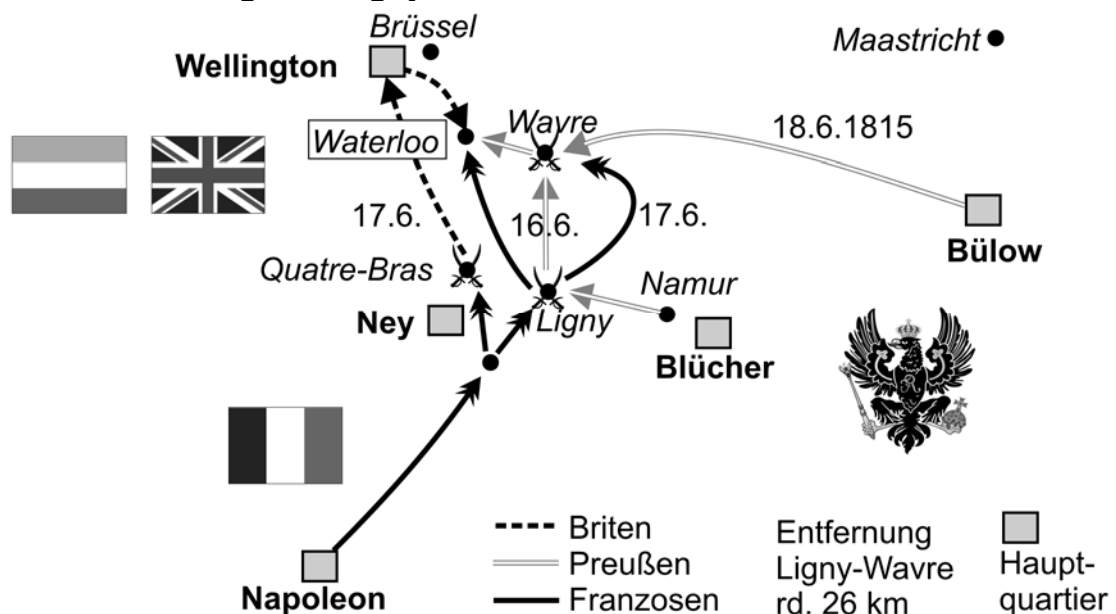 Brüssel
Maastricht
Wellington
Wavre
18.6.1815
Waterloo
17.6.
16.6.
17.6.
Bülow
Quatre-Bras
Namur
Ney
Ligny
Blücher
Briten
Preußen
Franzosen
Entfernung
Ligny-Wavre
rd. 26 km
Haupt-
quartier
Napoleon